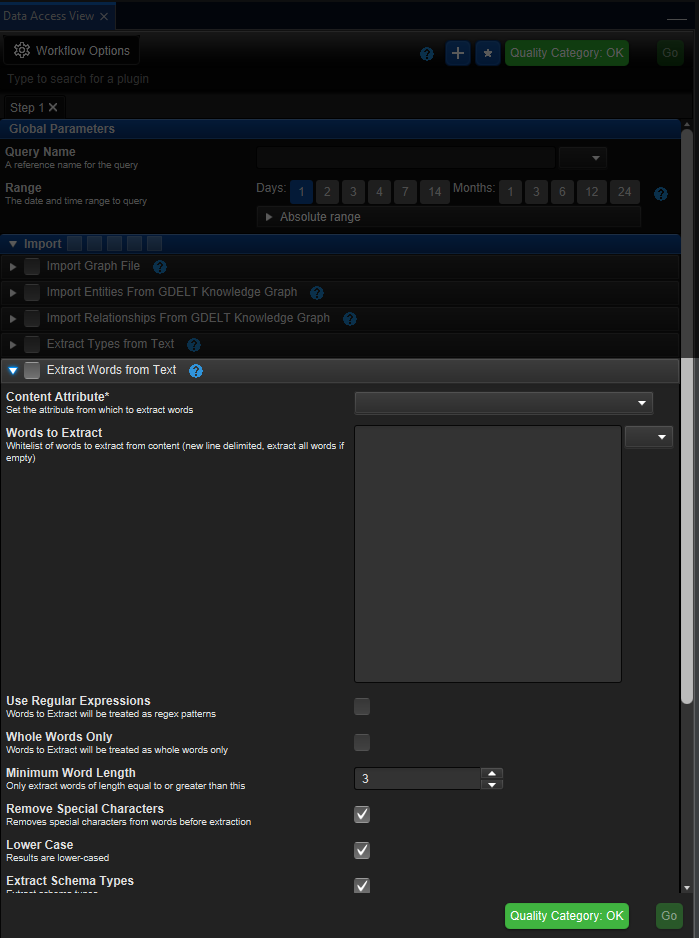 Data Access View
Workflow Options
Quality Category: OK
Go
Type to search for a plugin
Step 1
Global Parameters
Query Name
A reference name for the query
Range
The date and time range to query
Days: 1 2 3 4 7 14 Months: 1 3 6 12 24
Absolute range
Import
Import Graph File
Import Entities From GDELT Knowledge Graph
Import Relationships From GDELT Knowledge Graph
Extract Types from Text
Extract Words from Text
Content Attribute*
Set the attribute from which to extract words
Words to Extract
Whitelist of words to extract from content (new line delimited, extract all words if
empty)
Use Regular Expressions
Words to Extract will be treated as regex patterns
Whole Words Only
Words to Extract will be treated as whole words only
Minimum Word Length
Only extract words of length equal to or greater than this
3
Remove Special Characters
Removes special characters from words before extraction
Lower Case
Results are lower-cased
Extract Schema Types
Extract schema types
Quality Category: OK
Go